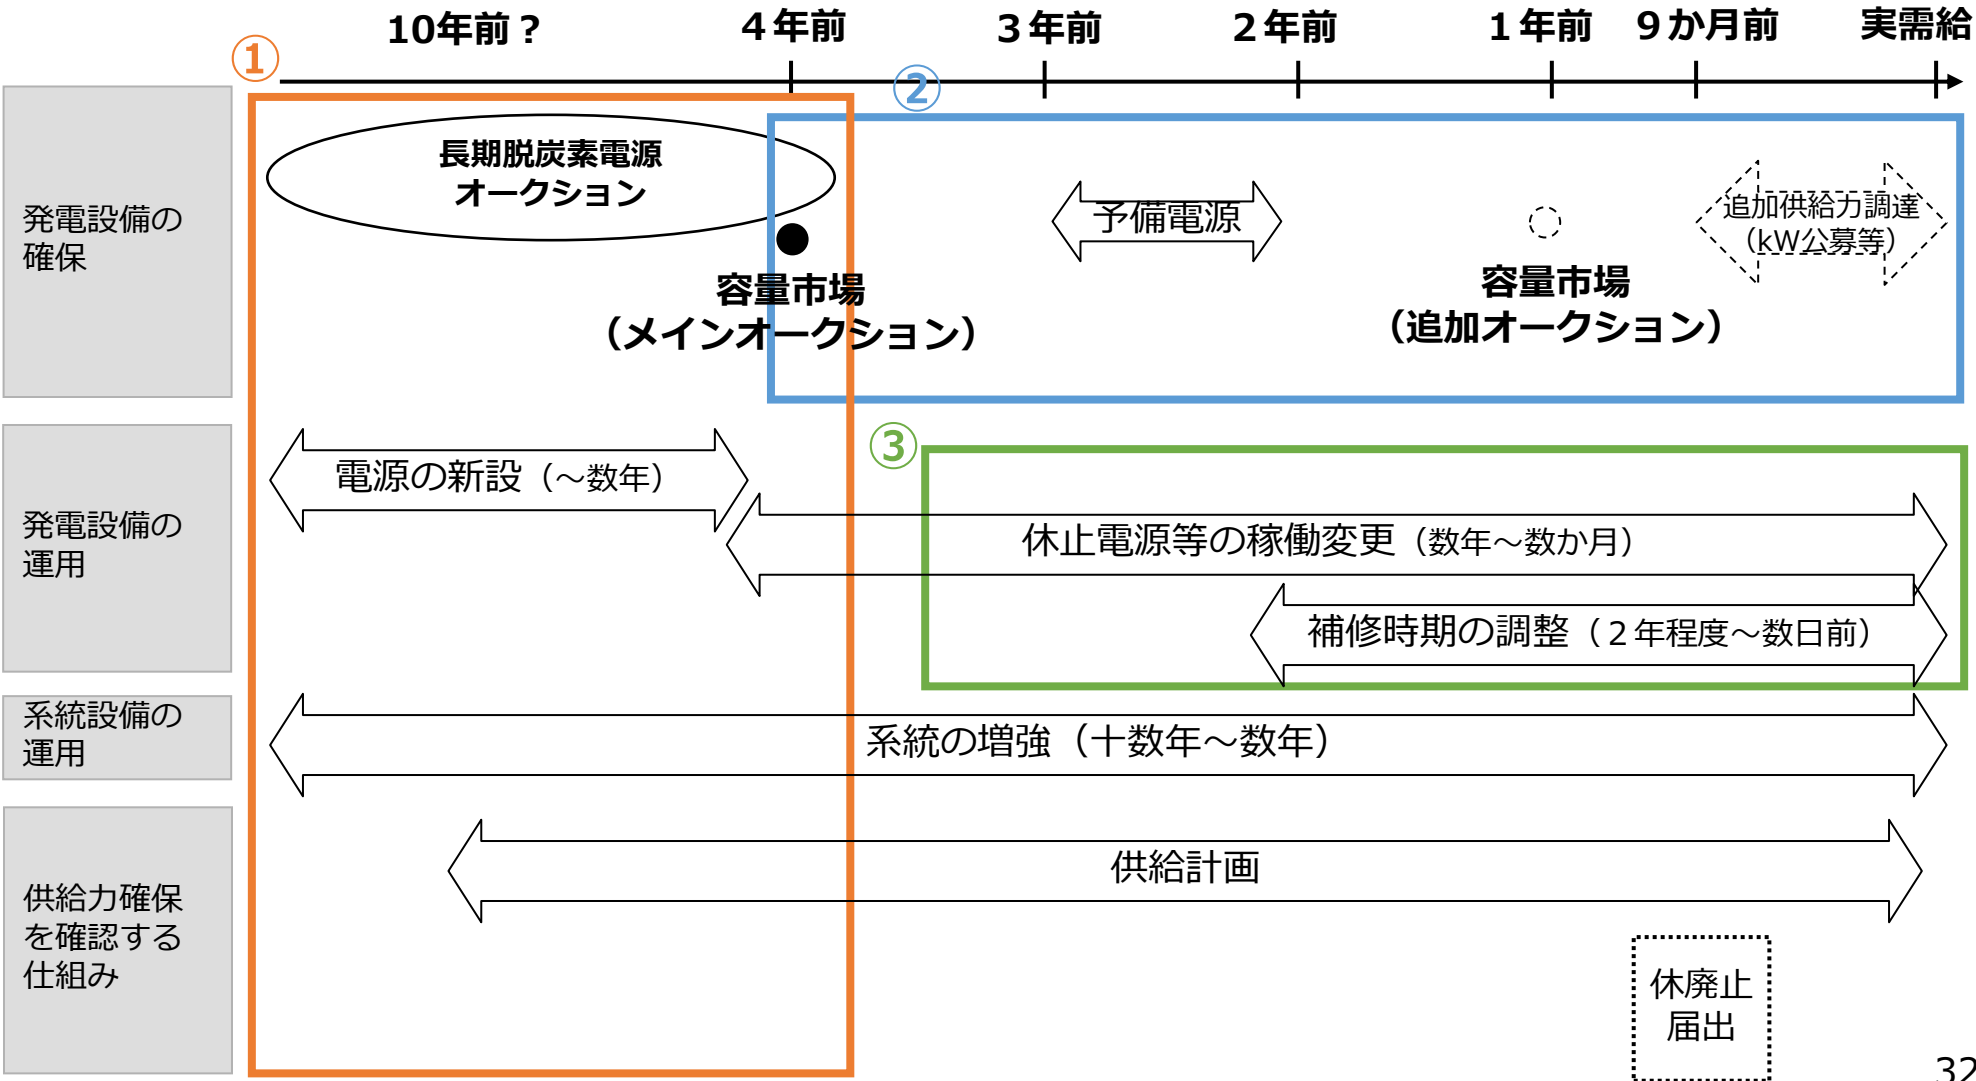 10年前？
４年前
３年前
２年前
１年前
９か月前
実需給
①
②
発電設備の
確保
長期脱炭素電源
オークション
容量市場
（メインオークション）
予備電源
容量市場
（追加オークション）
追加供給力調達
（kW公募等）
③
発電設備の
運用
電源の新設（～数年）
休止電源等の稼働変更（数年～数か月）
補修時期の調整（２年程度～数日前）
系統設備の
運用
系統の増強（十数年～数年）
供給力確保
を確認する
仕組み
供給計画
休廃止
届出
32